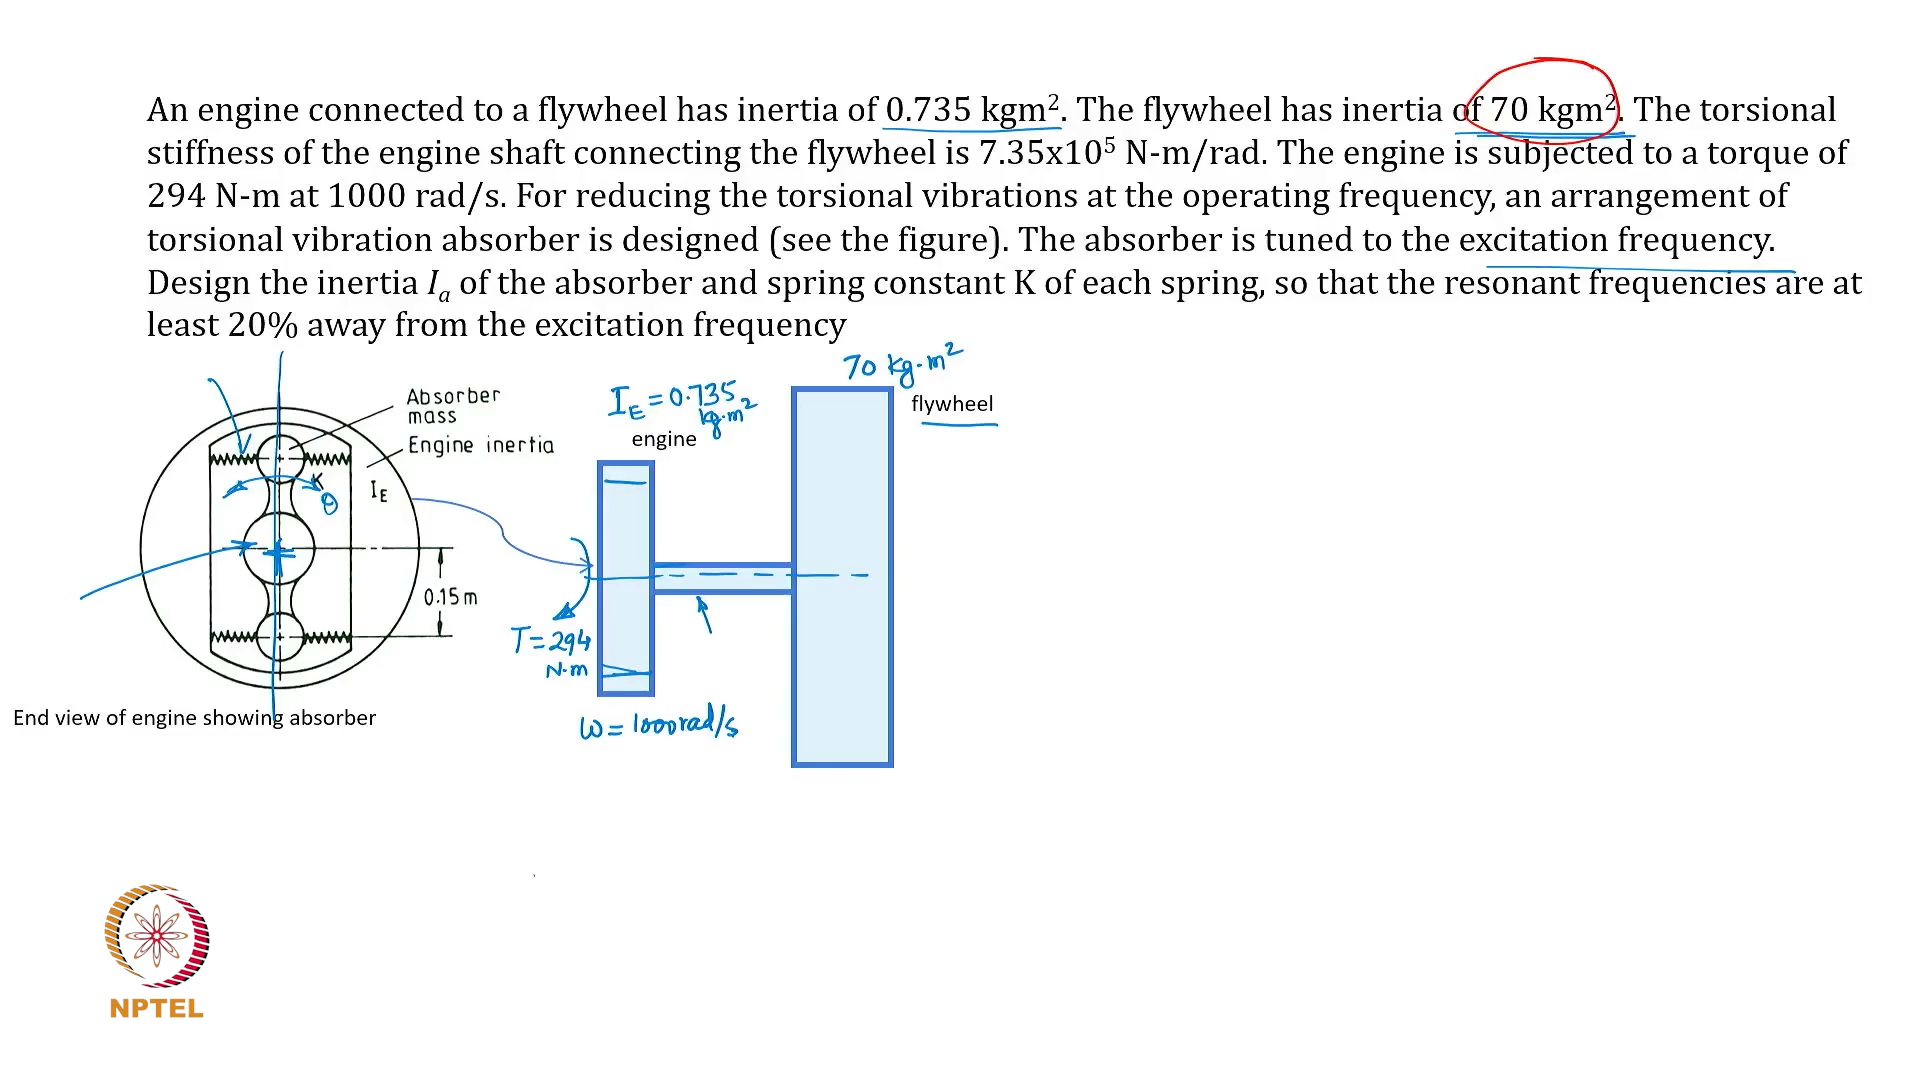 An engine connected to a flywheel has inertia of 0.735 kgm². The flywheel has inertia of 70 kgm². The torsional
stiffness of the engine shaft connecting the flywheel is 7.35x10⁵ N-m/rad. The engine is subjected to a torque of
294 N-m at 1000 rad/s. For reducing the torsional vibrations at the operating frequency, an arrangement of
torsional vibration absorber is designed (see the figure). The absorber is tuned to the excitation frequency.
Design the inertia Iₐ of the absorber and spring constant K of each spring, so that the resonant frequencies are at
least 20% away from the excitation frequency
70 kg·m²
Absorber
mass
Engine inertia
I_E = 0.735
kg·m²
flywheel
engine
K
I_E
θ
0.15m
T = 294
N·m
End view of engine showing absorber
ω = 1000 rad/s
NPTEL